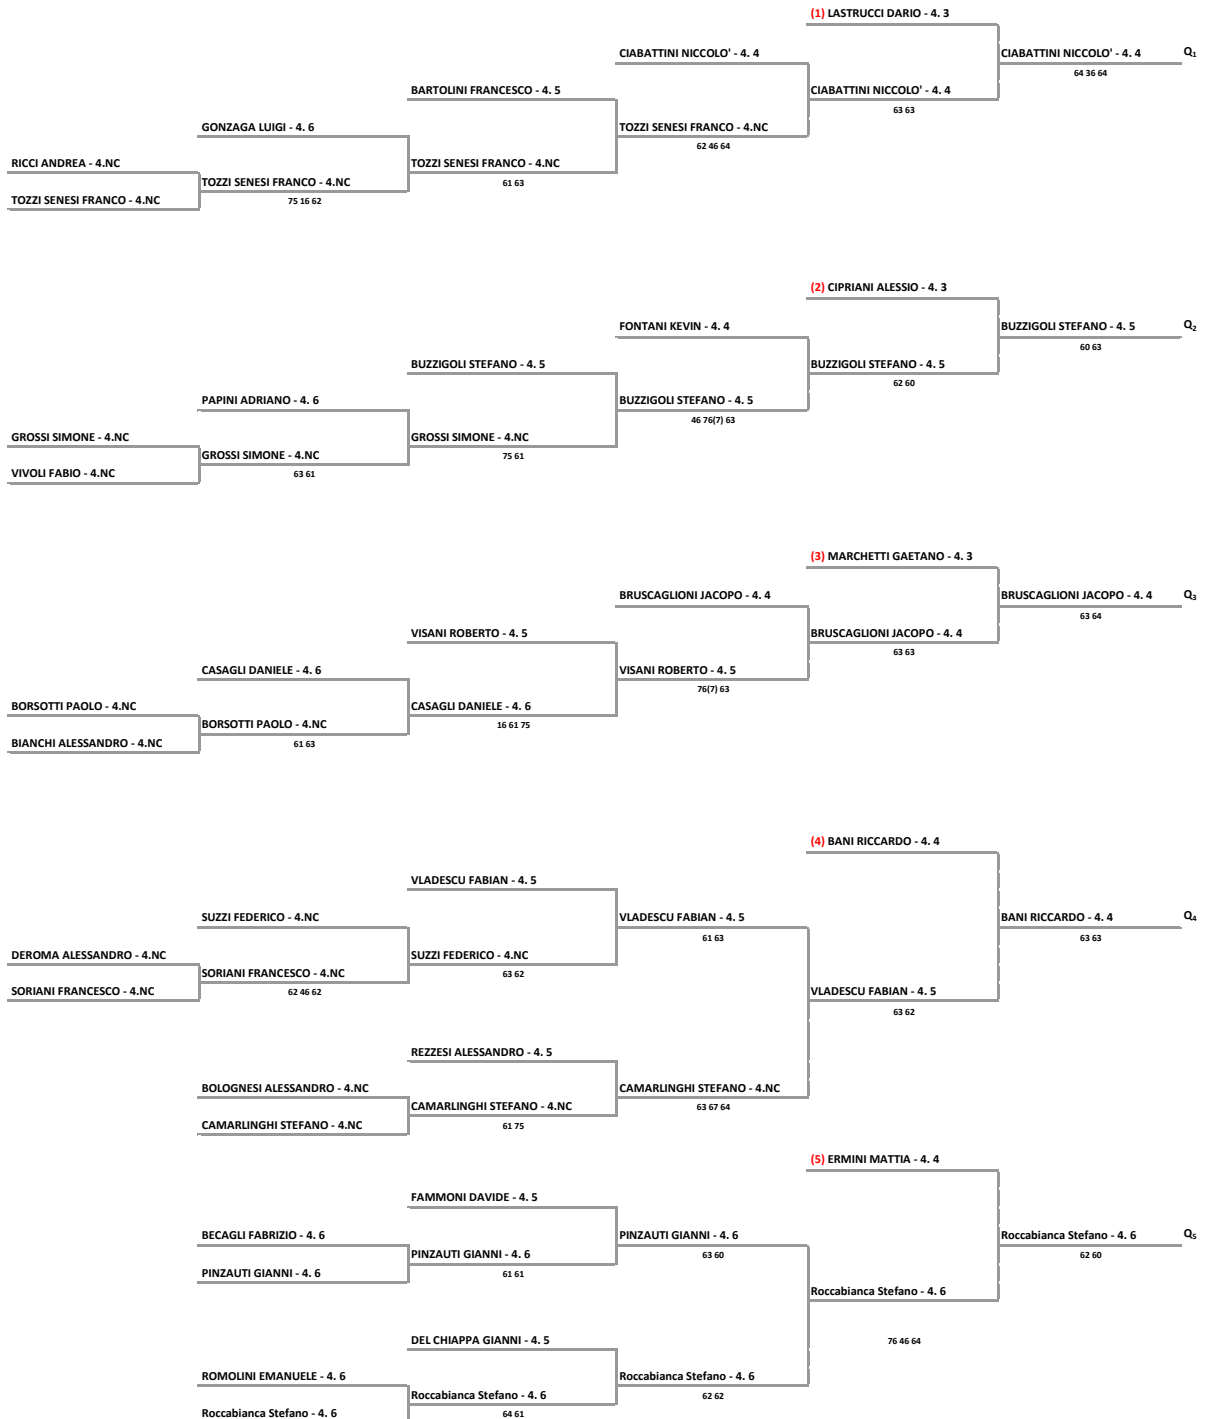 (1) LASTRUCCI DARIO - 4. 3
CIABATTINI NICCOLO' - 4. 4
CIABATTINI NICCOLO' - 4. 4
Q1
64 36 64
BARTOLINI FRANCESCO - 4. 5
CIABATTINI NICCOLO' - 4. 4
63 63
GONZAGA LUIGI - 4. 6
TOZZI SENESI FRANCO - 4.NC
62 46 64
RICCI ANDREA - 4.NC
TOZZI SENESI FRANCO - 4.NC
61 63
TOZZI SENESI FRANCO - 4.NC
75 16 62
TOZZI SENESI FRANCO - 4.NC
(2) CIPRIANI ALESSIO - 4. 3
FONTANI KEVIN - 4. 4
BUZZIGOLI STEFANO - 4. 5
Q2
60 63
BUZZIGOLI STEFANO - 4. 5
BUZZIGOLI STEFANO - 4. 5
62 60
PAPINI ADRIANO - 4. 6
BUZZIGOLI STEFANO - 4. 5
46 76(7) 63
GROSSI SIMONE - 4.NC
GROSSI SIMONE - 4.NC
75 61
GROSSI SIMONE - 4.NC
63 61
VIVOLI FABIO - 4.NC
(3) MARCHETTI GAETANO - 4. 3
BRUSCAGLIONI JACOPO - 4. 4
BRUSCAGLIONI JACOPO - 4. 4
Q3
63 64
VISANI ROBERTO - 4. 5
BRUSCAGLIONI JACOPO - 4. 4
63 63
CASAGLI DANIELE - 4. 6
VISANI ROBERTO - 4. 5
76(7) 63
BORSOTTI PAOLO - 4.NC
CASAGLI DANIELE - 4. 6
16 61 75
BORSOTTI PAOLO - 4.NC
61 63
BIANCHI ALESSANDRO - 4.NC
(4) BANI RICCARDO - 4. 4
VLADESCU FABIAN - 4. 5
SUZZI FEDERICO - 4.NC
VLADESCU FABIAN - 4. 5
61 63
BANI RICCARDO - 4. 4
Q4
63 63
DEROMA ALESSANDRO - 4.NC
SUZZI FEDERICO - 4.NC
63 62
SORIANI FRANCESCO - 4.NC
62 46 62
SORIANI FRANCESCO - 4.NC
VLADESCU FABIAN - 4. 5
63 62
REZZESI ALESSANDRO - 4. 5
BOLOGNESI ALESSANDRO - 4.NC
CAMARLINGHI STEFANO - 4.NC
63 67 64
CAMARLINGHI STEFANO - 4.NC
61 75
CAMARLINGHI STEFANO - 4.NC
(5) ERMINI MATTIA - 4. 4
FAMMONI DAVIDE - 4. 5
BECAGLI FABRIZIO - 4. 6
PINZAUTI GIANNI - 4. 6
63 60
Roccabianca Stefano - 4. 6
Q5
62 60
PINZAUTI GIANNI - 4. 6
61 61
PINZAUTI GIANNI - 4. 6
Roccabianca Stefano - 4. 6
76 46 64
DEL CHIAPPA GIANNI - 4. 5
ROMOLINI EMANUELE - 4. 6
Roccabianca Stefano - 4. 6
62 62
Roccabianca Stefano - 4. 6
64 61
Roccabianca Stefano - 4. 6